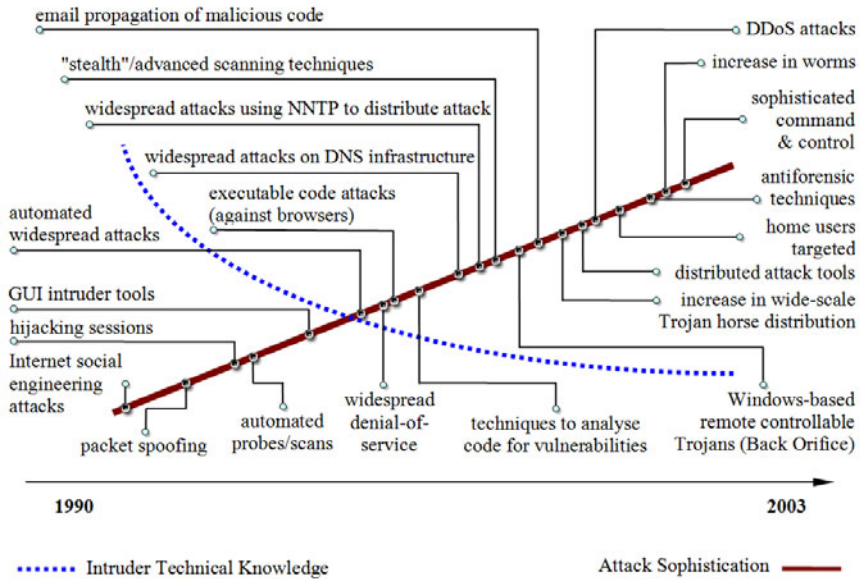 email propagation of malicious code
"stealth"/advanced scanning techniques
widespread attacks using NNTP to distribute attack
widespread attacks on DNS infrastructure
executable code attacks
(against browsers)
automated
widespread attacks
GUI intruder tools
hijacking sessions
Internet social
engineering
attacks
packet spoofing
automated
probes/scans
widespread
denial-of-
service
techniques to analyse
code for vulnerabilities
DDoS attacks
increase in worms
sophisticated
command
& control
antiforensic
techniques
home users
targeted
distributed attack tools
increase in wide-scale
Trojan horse distribution
Windows-based
remote controllable
Trojans (Back Orifice)
1990
2003
Intruder Technical Knowledge
Attack Sophistication